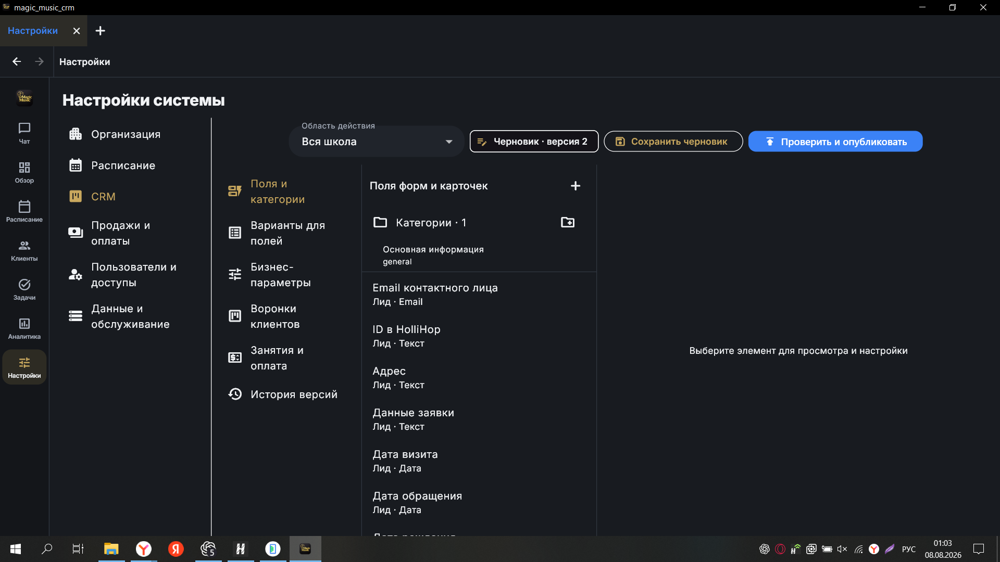 magic_music_crm
Настройки
Настройки
Magic Music
Чат
Обзор
Расписание
Клиенты
Задачи
Аналитика
Настройки
Настройки системы
Организация
Расписание
CRM
Продажи и
оплаты
Пользователи и
доступы
Данные и
обслуживание
Область действия
Вся школа
Черновик · версия 2
Сохранить черновик
Проверить и опубликовать
Поля и
категории
Варианты для
полей
Бизнес-
параметры
Воронки
клиентов
Занятия и
оплата
История версий
Поля форм и карточек
Категории · 1
Основная информация
general
Email контактного лица
Лид · Email
ID в HolliHop
Лид · Текст
Адрес
Лид · Текст
Данные заявки
Лид · Текст
Дата визита
Лид · Дата
Дата обращения
Лид · Дата
Дата рождения
Выберите элемент для просмотра и настройки
РУС
01:03
08.08.2026